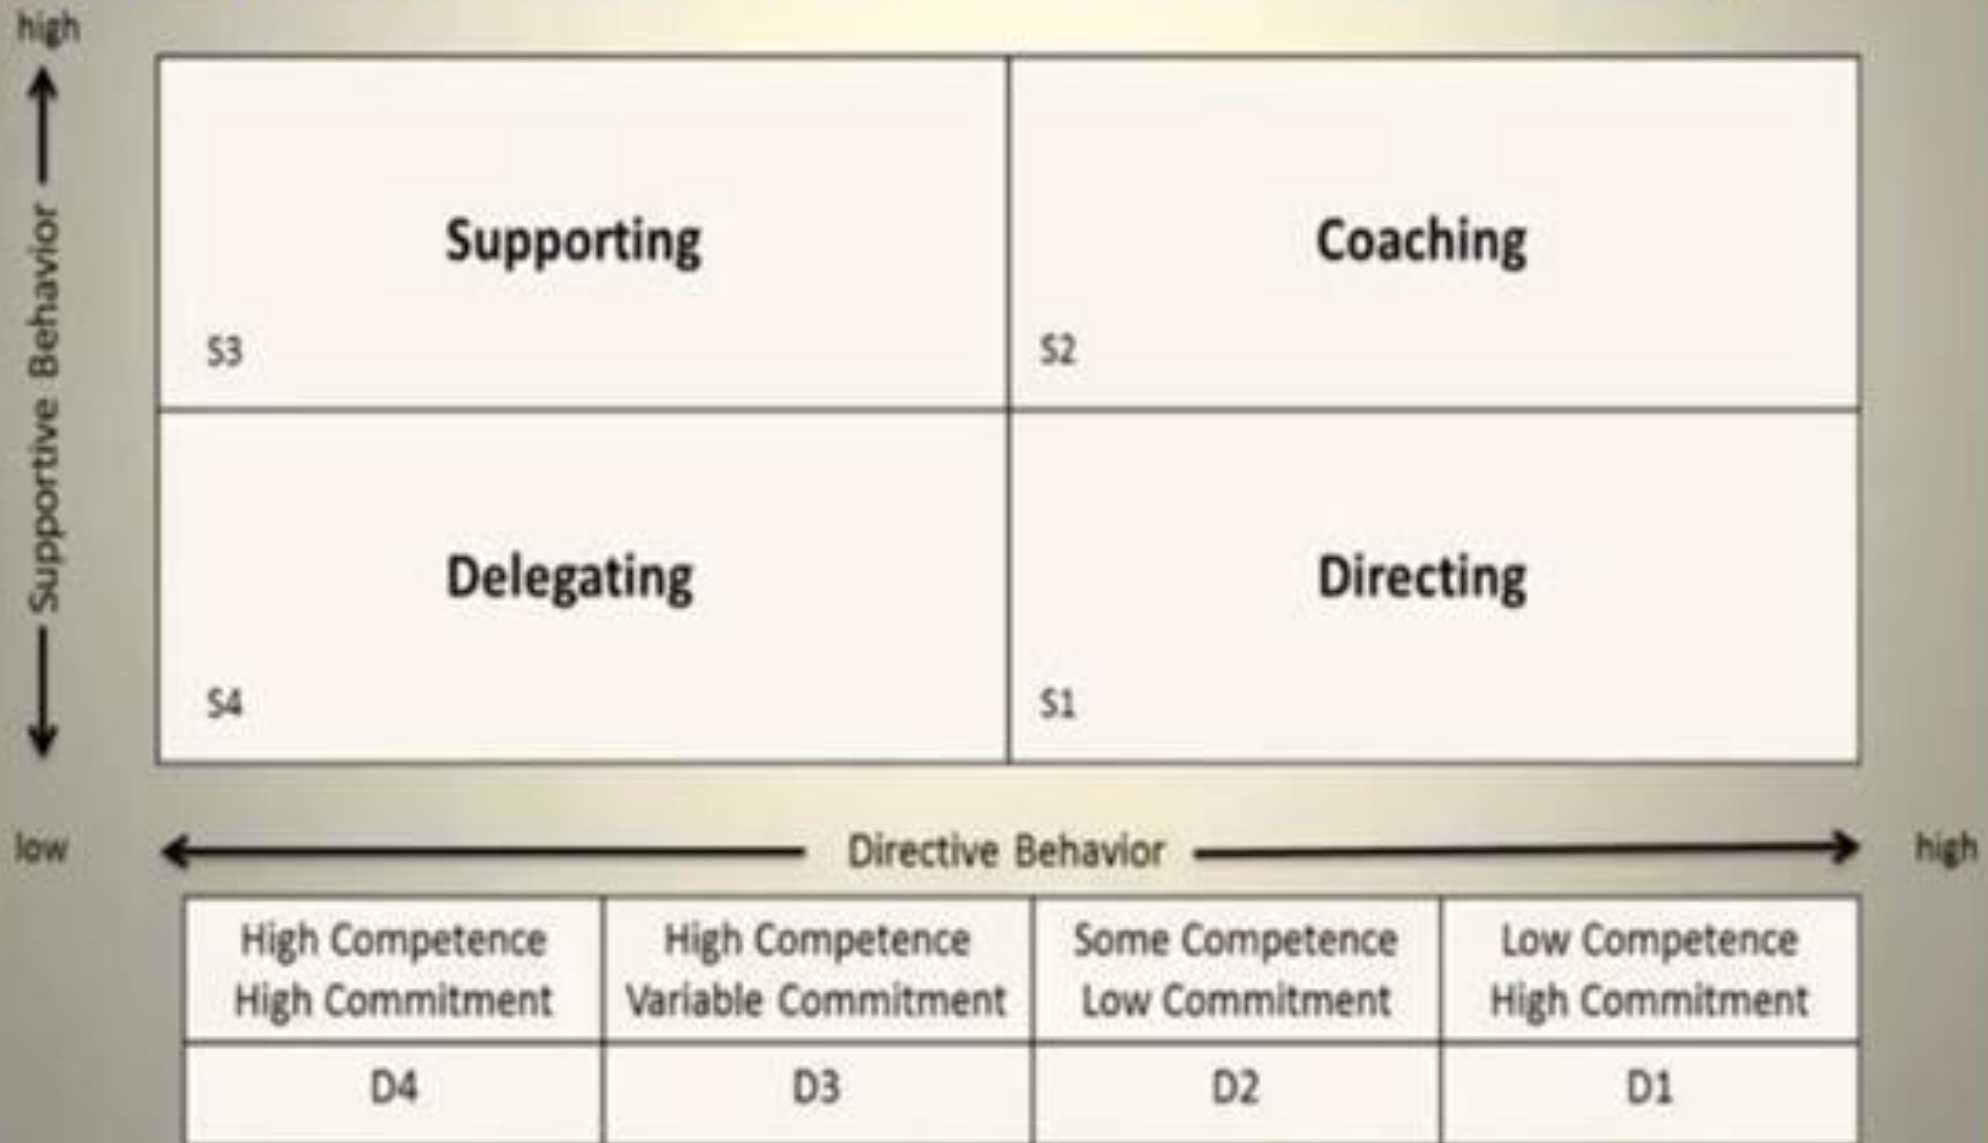 high
Supportive Behavior
Supporting
S3
Coaching
S2
Delegating
S4
Directing
S1
low
Directive Behavior
high
High Competence
High Commitment
High Competence
Variable Commitment
Some Competence
Low Commitment
Low Competence
High Commitment
D4
D3
D2
D1